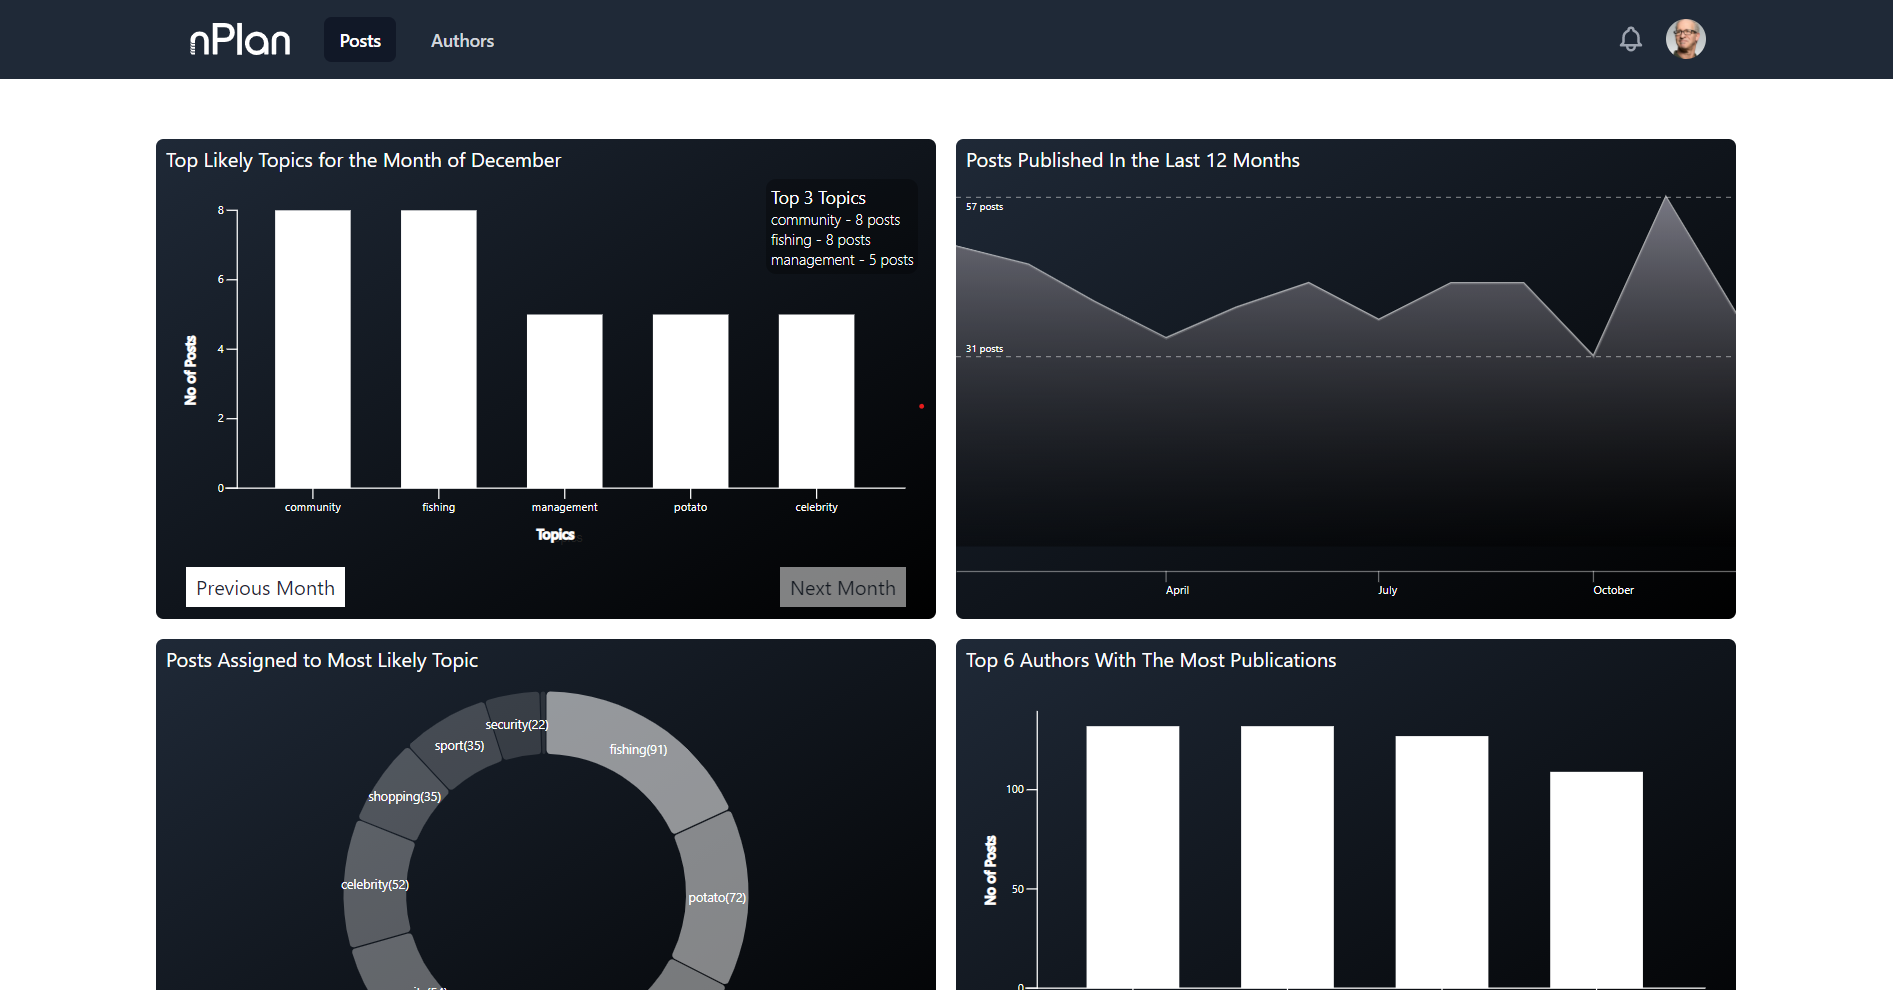 nPlan
Posts
Authors
Top Likely Topics for the Month of December
Top 3 Topics
community - 8 posts
fishing - 8 posts
management - 5 posts
8
6
4
2
0
No of Posts
community
fishing
management
potato
celebrity
Topics
Previous Month
Next Month
Posts Published In the Last 12 Months
57 posts
31 posts
April
July
October
Posts Assigned to Most Likely Topic
security(22)
fishing(91)
sport(35)
shopping(35)
celebrity(52)
potato(72)
Top 6 Authors With The Most Publications
100
50
0
No of Posts